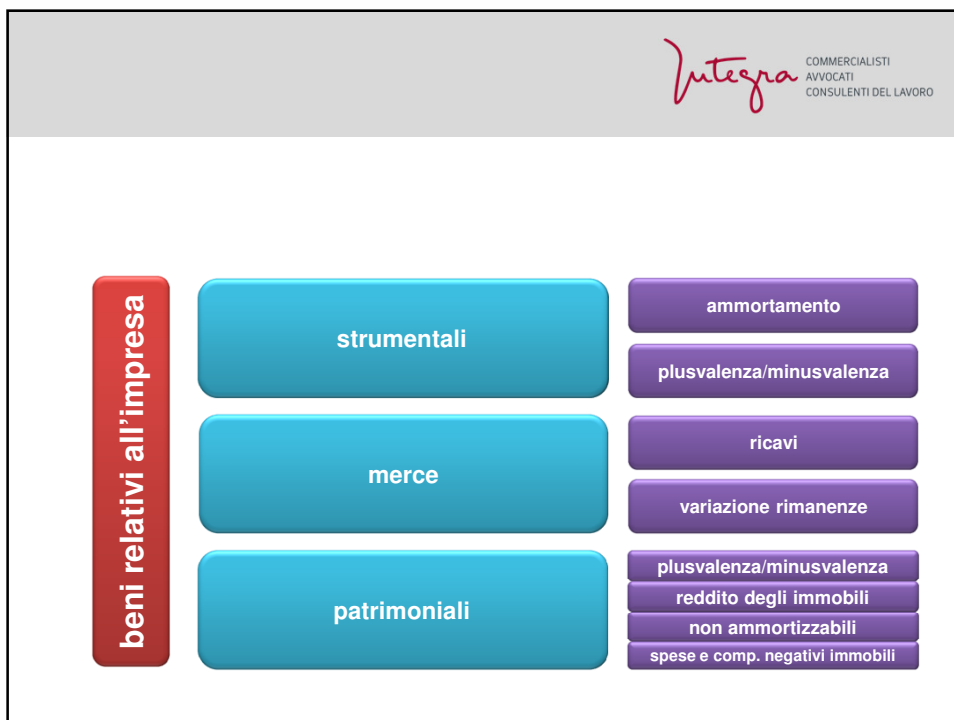 Integra
COMMERCIALISTI
AVVOCATI
CONSULENTI DEL LAVORO
beni relativi all'impresa
strumentali
ammortamento
plusvalenza/minusvalenza
merce
ricavi
variazione rimanenze
patrimoniali
plusvalenza/minusvalenza
reddito degli immobili
non ammortizzabili
spese e comp. negativi immobili